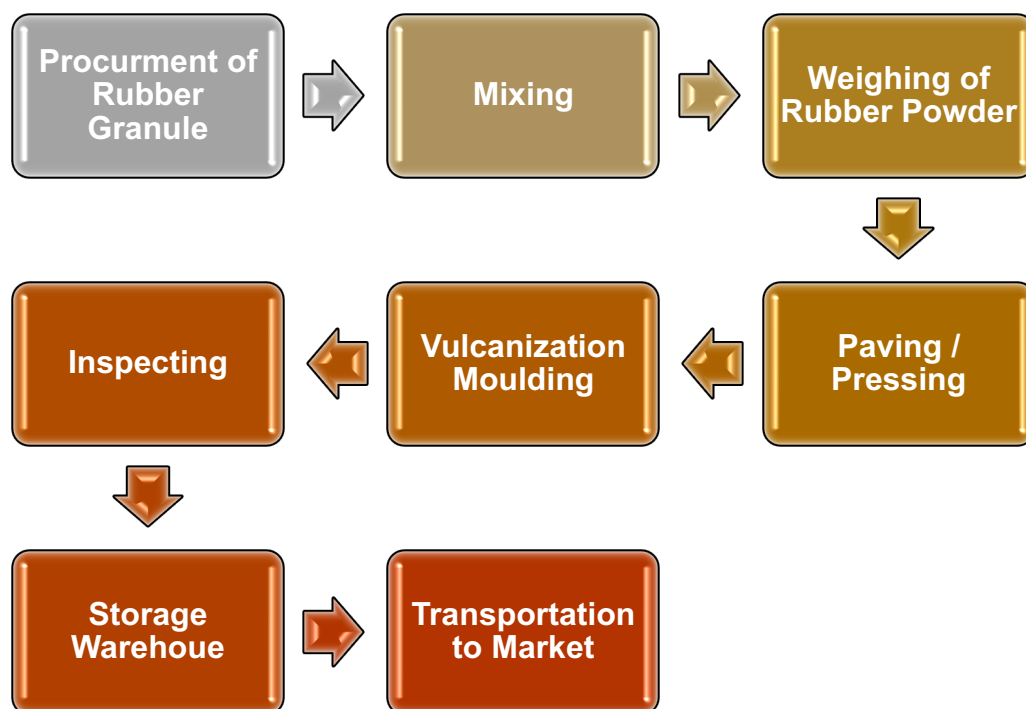 Procurment of
Rubber
Granule
Mixing
Weighing of
Rubber Powder
Paving /
Pressing
Vulcanization
Moulding
Inspecting
Storage
Warehoue
Transportation
to Market